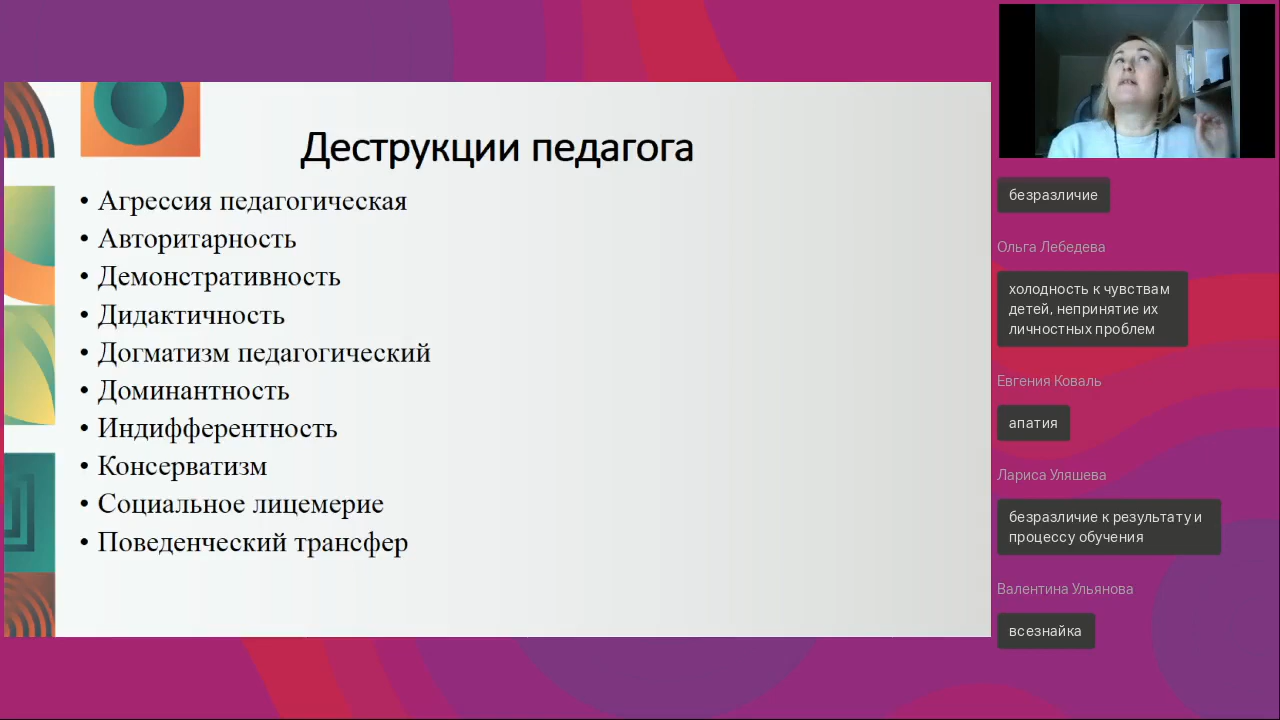 Деструкции педагога
• Агрессия педагогическая
• Авторитарность
• Демонстративность
• Дидактичность
• Догматизм педагогический
• Доминантность
• Индифферентность
• Консерватизм
• Социальное лицемерие
• Поведенческий трансфер
безразличие
Ольга Лебедева
холодность к чувствам
детей, непринятие их
личностных проблем
Евгения Коваль
апатия
Лариса Уляшева
безразличие к результату и
процессу обучения
Валентина Ульянова
всезнайка